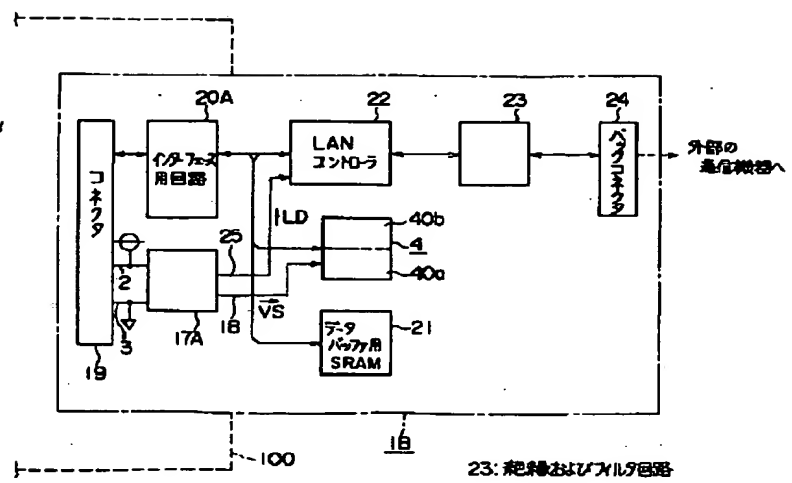 20A
22
23
24
コネクタ
インターフェース
用回路
LAN
コントローラ
バックコネクタ
外部の
通信機器へ
ILD
25
40b
4
40a
2
18
VS
3
17A
データ
バッファ用
SRAM
21
19
1B
100
23:絶縁およびフィルタ回路